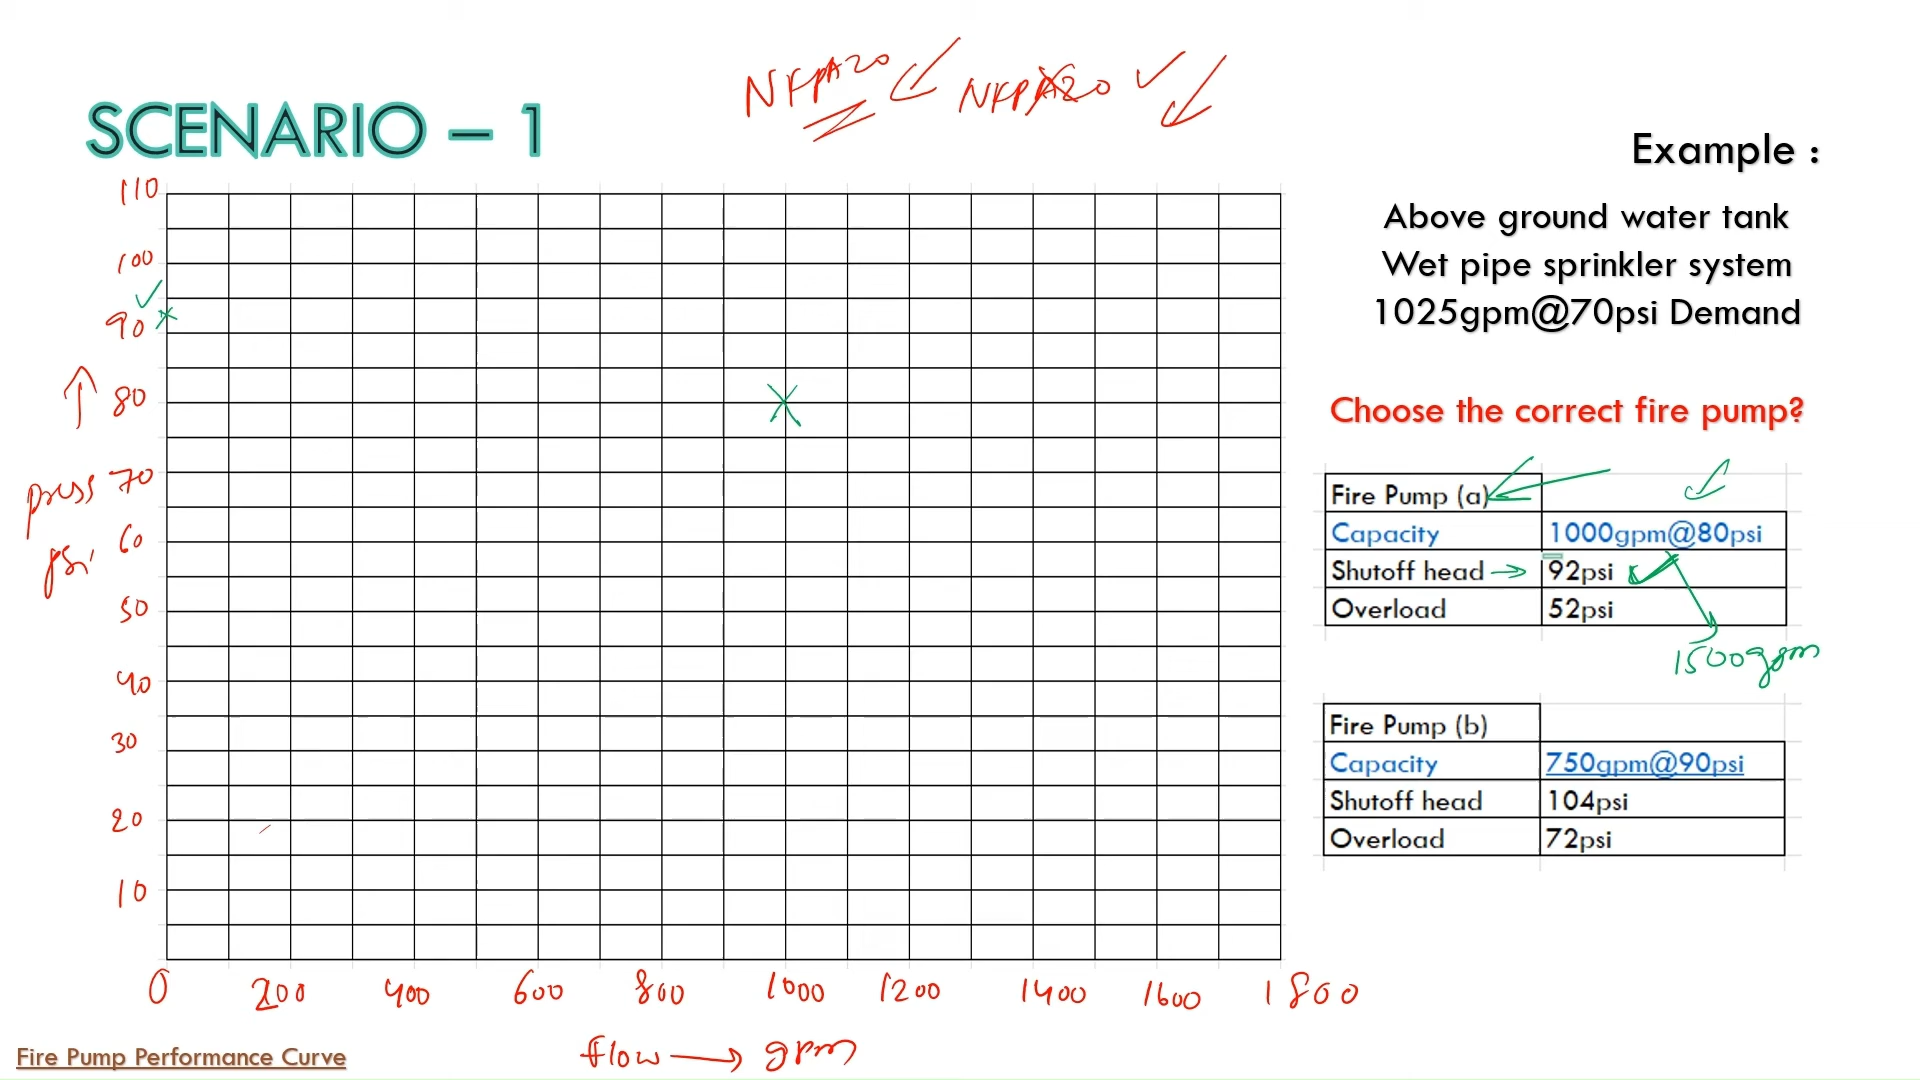 NFPA20 NFPA20
SCENARIO – 1
Example :
Above ground water tank
Wet pipe sprinkler system
1025gpm@70psi Demand
Choose the correct fire pump?
Fire Pump (a)
Capacity 1000gpm@80psi
Shutoff head 92psi
Overload 52psi
1500gpm
Fire Pump (b)
Capacity 750gpm@90psi
Shutoff head 104psi
Overload 72psi
110
100
90
80
press 70
psi 60
50
40
30
20
10
0 200 400 600 800 1000 1200 1400 1600 1800
flow gpm
Fire Pump Performance Curve